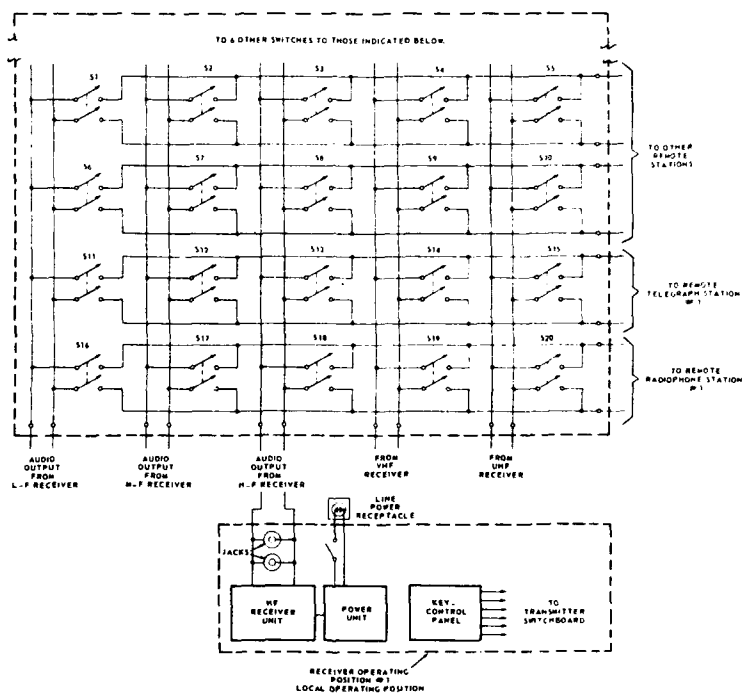 TO 6 OTHER SWITCHES TO THOSE INDICATED BELOW.
S1 S2 S3 S4 S5
S6 S7 S8 S9 S10
TO OTHER
REMOTE
STATIONS
S11 S12 S13 S14 S15
TO REMOTE
TELEGRAPH STATION
#1
S16 S17 S18 S19 S20
TO REMOTE
RADIOPHONE STATION
#1
AUDIO
OUTPUT
FROM
L-F RECEIVER
AUDIO
OUTPUT
FROM
M-F RECEIVER
AUDIO
OUTPUT
FROM
H-F RECEIVER
FROM
VHF
RECEIVER
FROM
UHF
RECEIVER
LINE
POWER
RECEPTACLE
JACKS
HF
RECEIVER
UNIT
POWER
UNIT
KEY-
CONTROL
PANEL
TO
TRANSMITTER
SWITCHBOARD
RECEIVER OPERATING
POSITION #1
LOCAL OPERATING POSITION